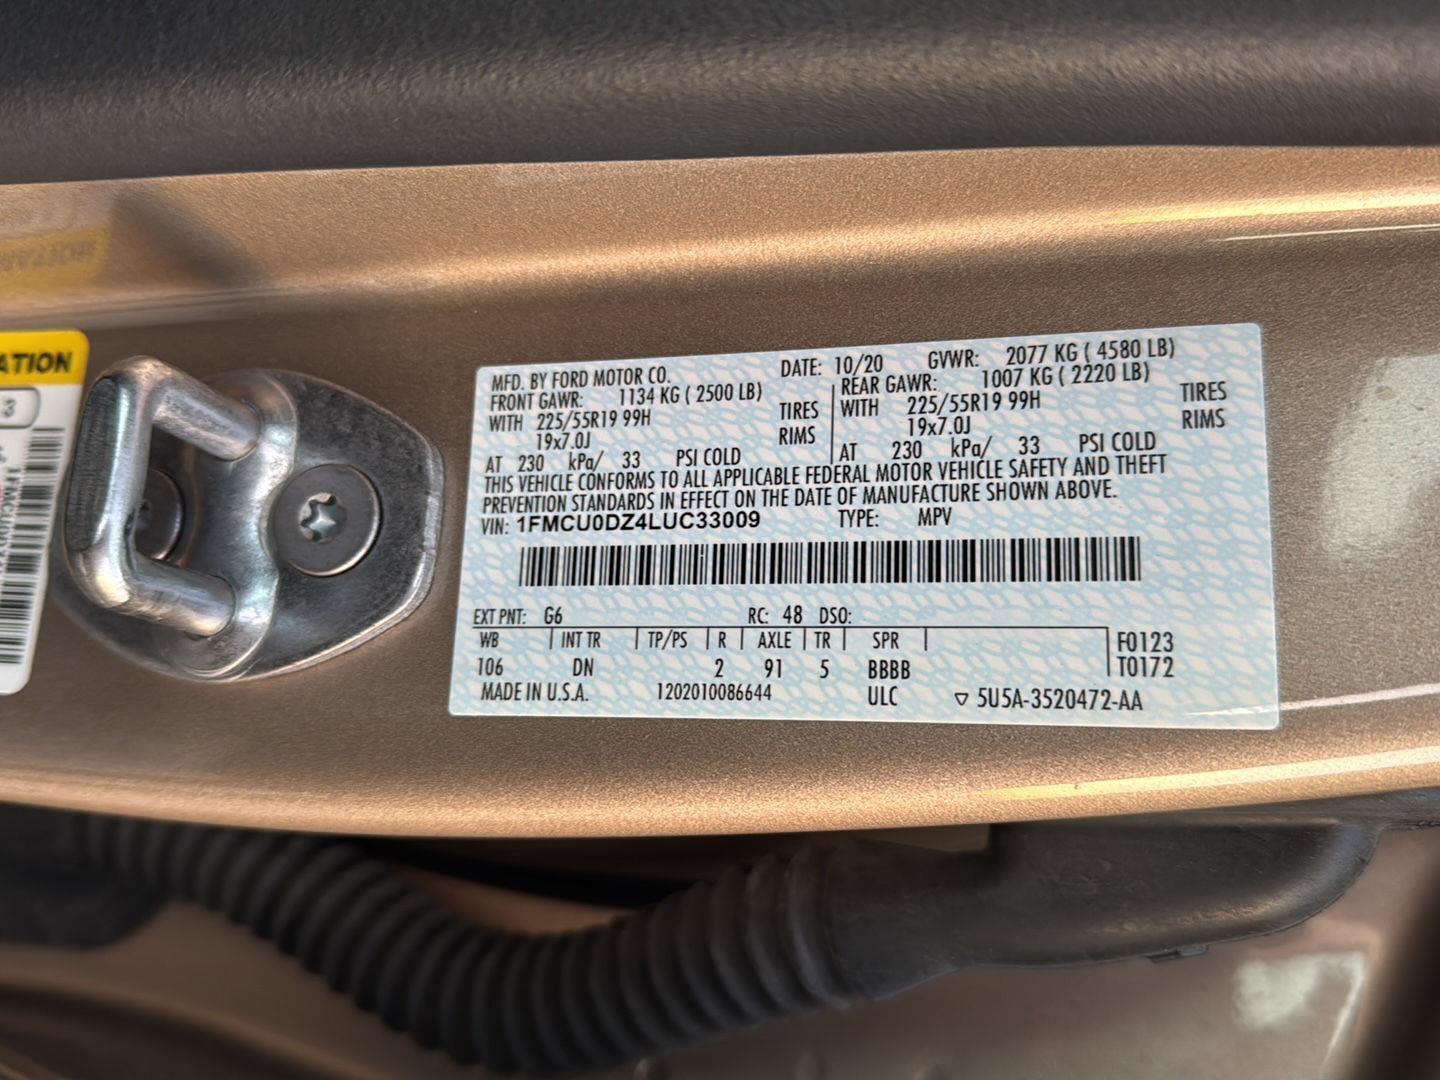 ATION
3
MFD. BY FORD MOTOR CO. DATE: 10/20 GVWR: 2077 KG ( 4580 LB)
FRONT GAWR: 1134 KG ( 2500 LB) REAR GAWR: 1007 KG ( 2220 LB)
WITH 225/55R19 99H TIRES WITH 225/55R19 99H TIRES
19x7.0J RIMS 19x7.0J RIMS
AT 230 kPa/ 33 PSI COLD AT 230 kPa/ 33 PSI COLD
THIS VEHICLE CONFORMS TO ALL APPLICABLE FEDERAL MOTOR VEHICLE SAFETY AND THEFT
PREVENTION STANDARDS IN EFFECT ON THE DATE OF MANUFACTURE SHOWN ABOVE.
VIN: 1FMCU0DZ4LUC33009 TYPE: MPV
EXT PNT: G6 RC: 48 DSO:
WB INT TR TP/PS R AXLE TR SPR F0123
106 DN 2 91 5 BBBB T0172
MADE IN U.S.A. 1202010086644 ULC ▽ 5U5A-3520472-AA